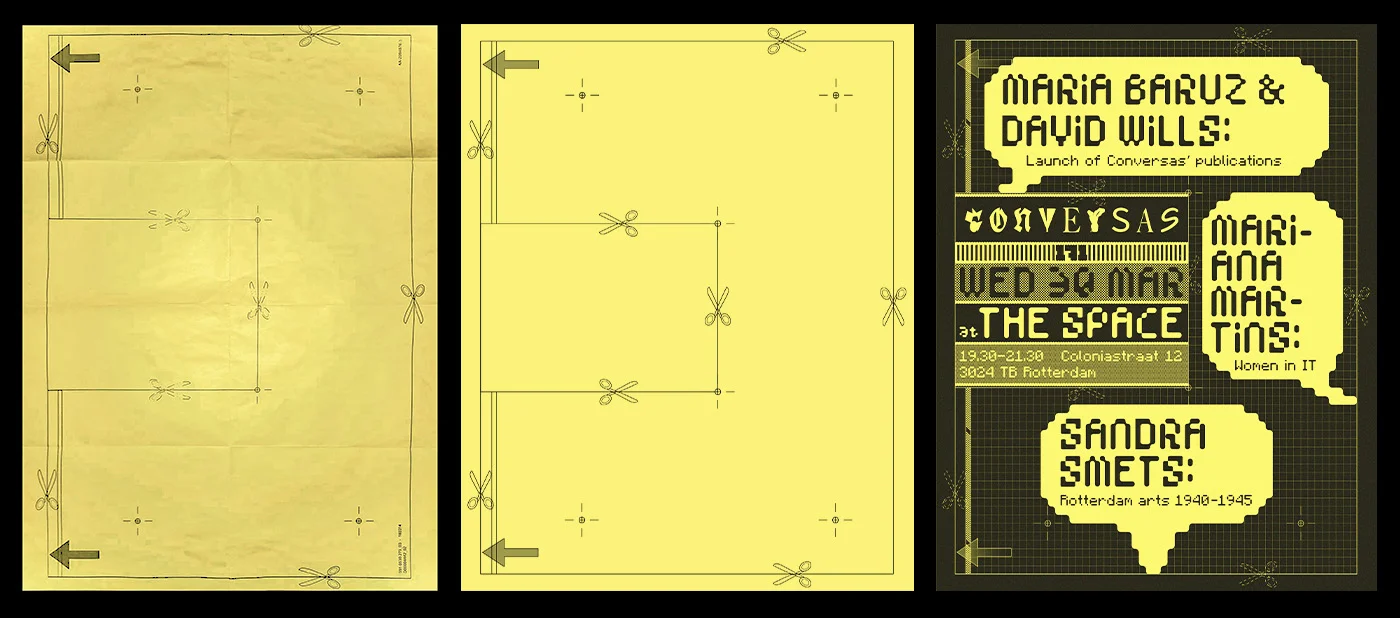 MARiA BARUZ &
DAViD WiLLS:
Launch of Conversas' publications
CONVERSAS
171
WED 30 MAR
at THE SPACE
19.30–21.30 Coloniastraat 12
3024 TB Rotterdam
MARi-
ANA
MAR-
TiNS:
Women in IT
SANDRA
SMETS:
Rotterdam arts 1940–1945